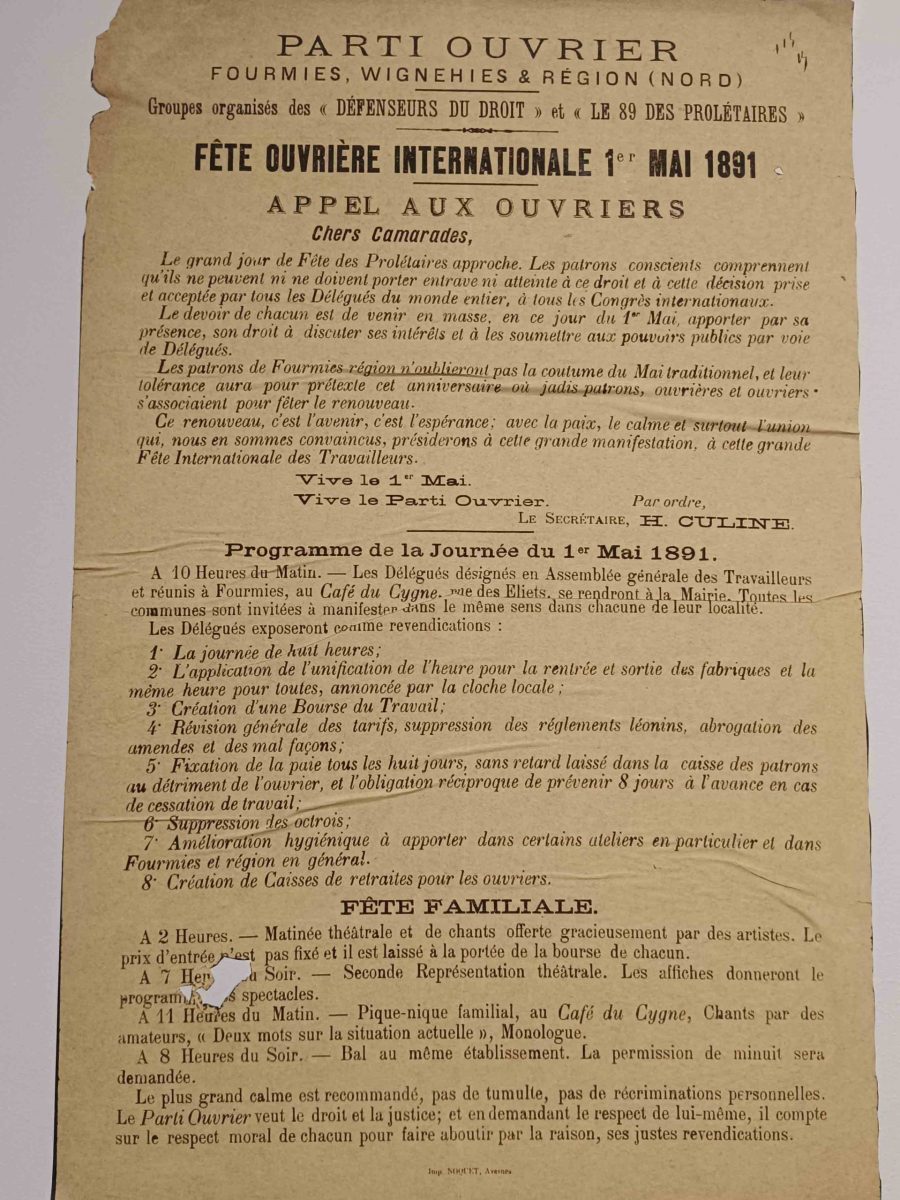 PARTI OUVRIER
FOURMIES, WIGNEHIES & RÉGION (NORD)
Groupes organisés des « DÉFENSEURS DU DROIT » et « LE 89 DES PROLÉTAIRES »
FÊTE OUVRIÈRE INTERNATIONALE 1er MAI 1891
APPEL AUX OUVRIERS
Chers Camarades,
Le grand jour de Fête des Prolétaires approche. Les patrons conscients comprennent
qu'ils ne peuvent ni ne doivent porter entrave ni atteinte à ce droit et à cette décision prise
et acceptée par tous les Délégués du monde entier, à tous les Congrès internationaux.
Le devoir de chacun est de venir en masse, en ce jour du 1er Mai, apporter par sa
présence, son droit à discuter ses intérêts et à les soumettre aux pouvoirs publics par voie
de Délégués.
Les patrons de Fourmies région n'oublieront pas la coutume du Mai traditionnel, et leur
tolérance aura pour prétexte cet anniversaire où jadis patrons, ouvrières et ouvriers
s'associaient pour fêter le renouveau.
Ce renouveau, c'est l'avenir, c'est l'espérance; avec la paix, le calme et surtout l'union
qui, nous en sommes convaincus, présiderons à cette grande manifestation, à cette grande
Fête Internationale des Travailleurs.
Vive le 1er Mai.
Vive le Parti Ouvrier. Par ordre,
LE SECRÉTAIRE, H. CULINE.
Programme de la Journée du 1er Mai 1891.
A 10 Heures du Matin. — Les Délégués désignés en Assemblée générale des Travailleurs
et réunis à Fourmies, au Café du Cygne, rue des Eliets, se rendront à la Mairie. Toutes les
communes sont invitées à manifester dans le même sens dans chacune de leur localité.
Les Délégués exposeront comme revendications :
1° La journée de huit heures;
2° L'application de l'unification de l'heure pour la rentrée et sortie des fabriques et la
même heure pour toutes, annoncée par la cloche locale ;
3° Création d'une Bourse du Travail;
4° Révision générale des tarifs, suppression des réglements léonins, abrogation des
amendes et des mal façons;
5° Fixation de la paie tous les huit jours, sans retard laissé dans la caisse des patrons
au détriment de l'ouvrier, et l'obligation réciproque de prévenir 8 jours à l'avance en cas
de cessation de travail;
6° Suppression des octrois;
7° Amélioration hygiénique à apporter dans certains ateliers en particulier et dans
Fourmies et région en général.
8° Création de Caisses de retraites pour les ouvriers.
FÊTE FAMILIALE.
A 2 Heures. — Matinée théâtrale et de chants offerte gracieusement par des artistes. Le
prix d'entrée n'est pas fixé et il est laissé à la portée de la bourse de chacun.
A 7 Soir. — Seconde Représentation théâtrale. Les affiches donneront le
spectacles.
A 11 Heures du Matin. — Pique-nique familial, au Café du Cygne, Chants par des
amateurs, « Deux mots sur la situation actuelle », Monologue.
A 8 Heures du Soir. — Bal au même établissement. La permission de minuit sera
demandée.
Le plus grand calme est recommandé, pas de tumulte, pas de récriminations personnelles.
Le Parti Ouvrier veut le droit et la justice; et en demandant le respect de lui-même, il compte
sur le respect moral de chacun pour faire aboutir par la raison, ses justes revendications.
Imp. NOQUET, Avesnes